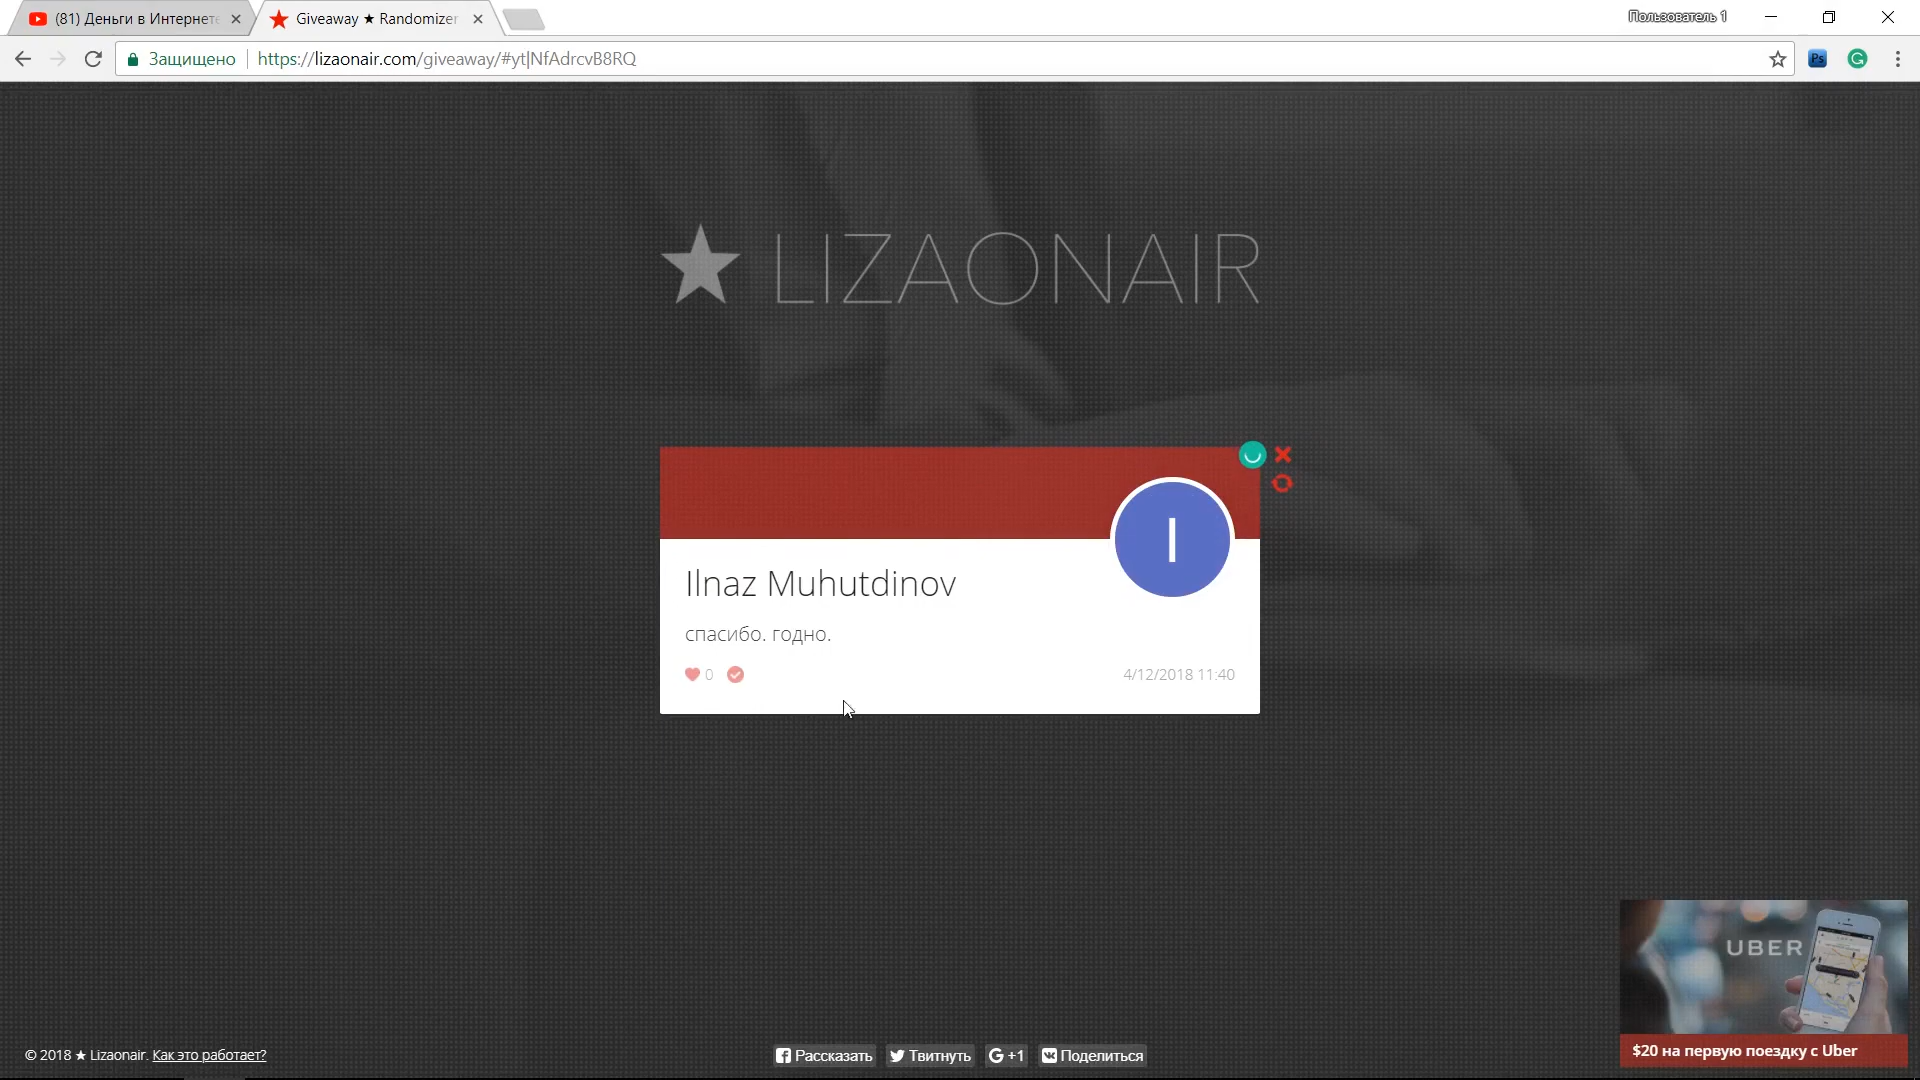 (81) Деньги в Интернете
Giveaway ★ Randomizer
Пользователь 1
Защищено
https://lizaonair.com/giveaway/#yt|NfAdrcvB8RQ
Ps
G
★ LIZAONAIR
I
Ilnaz Muhutdinov
спасибо. годно.
0
4/12/2018 11:40
UBER
$20 на первую поездку с Uber
© 2018 ★ Lizaonair. Как это работает?
Рассказать
Твитнуть
G +1
Поделиться